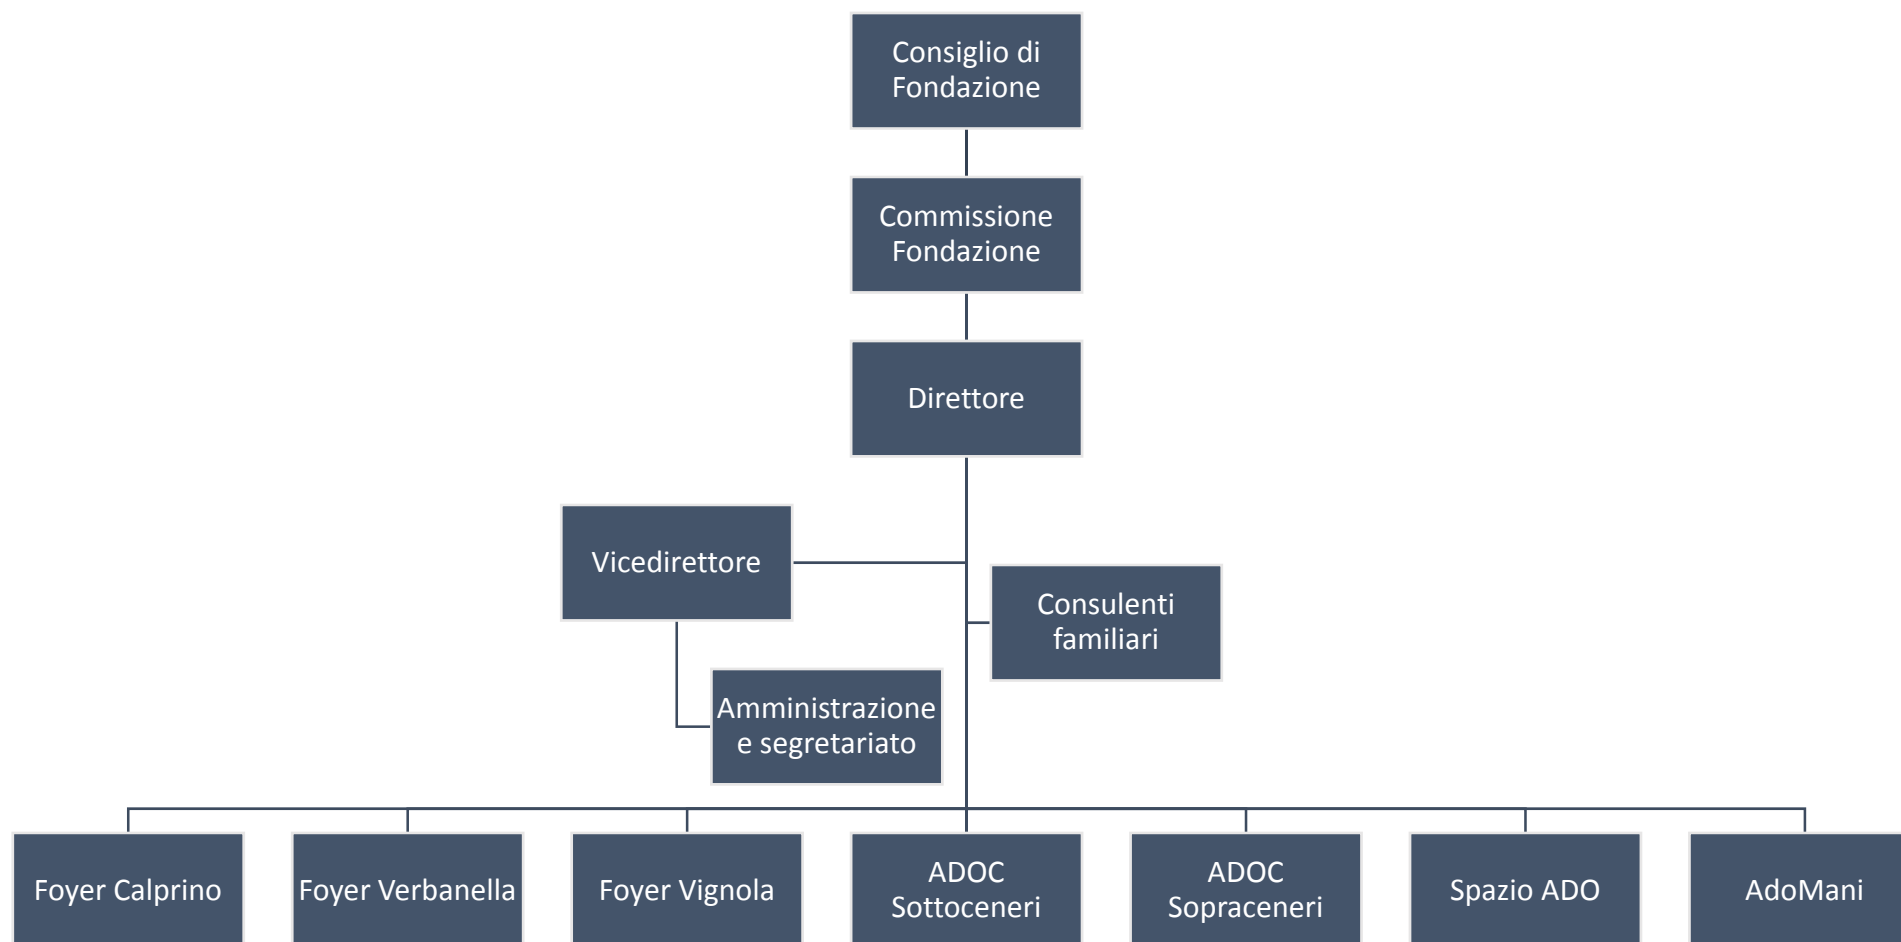 Consiglio di
Fondazione
Commissione
Fondazione
Direttore
Vicedirettore
Consulenti
familiari
Amministrazione
e segretariato
Foyer Calprino
Foyer Verbanella
Foyer Vignola
ADOC
Sottoceneri
ADOC
Sopraceneri
Spazio ADO
AdoMani